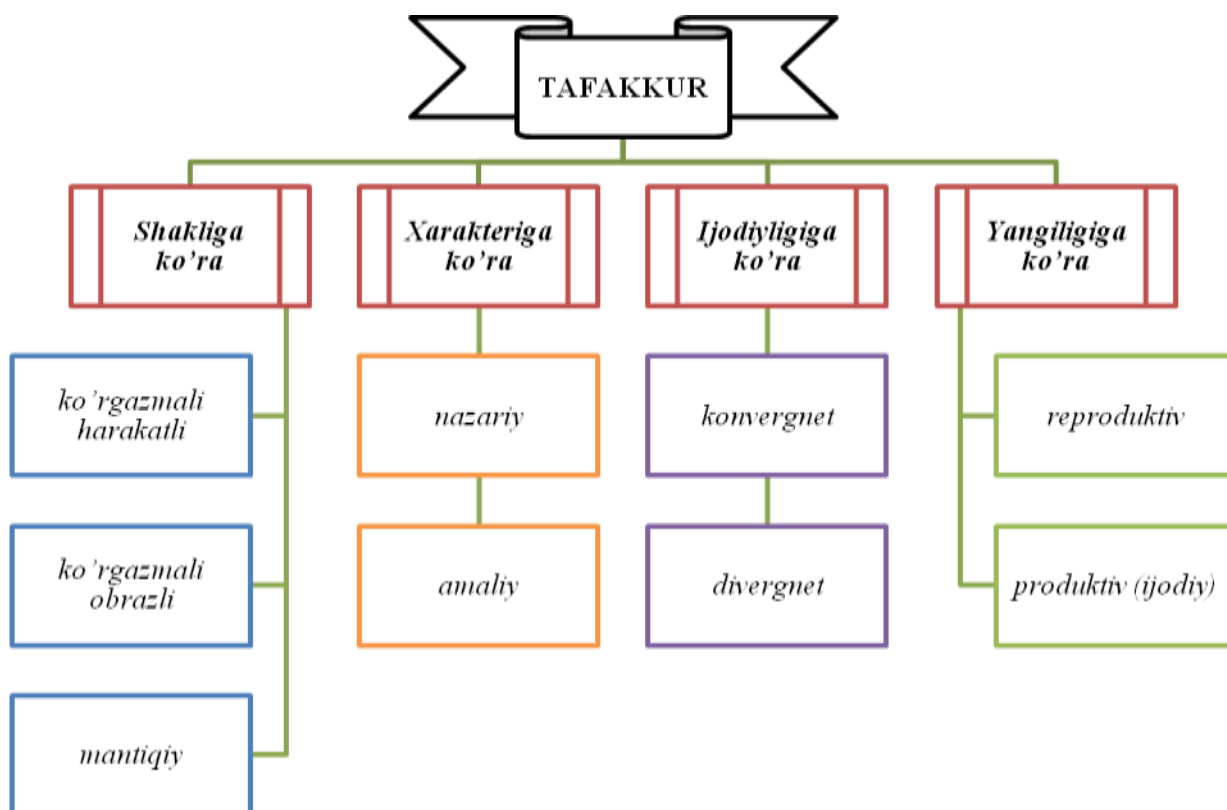 TAFAKKUR
Shakliga
ko’ra
Xarakteriga
ko’ra
Ijodiyligiga
ko’ra
Yangiligiga
ko’ra
ko’rgazmali
harakatli
nazariy
konvergnet
reproduktiv
ko’rgazmali
obrazli
amaliy
divergnet
produktiv (ijodiy)
mantiqiy